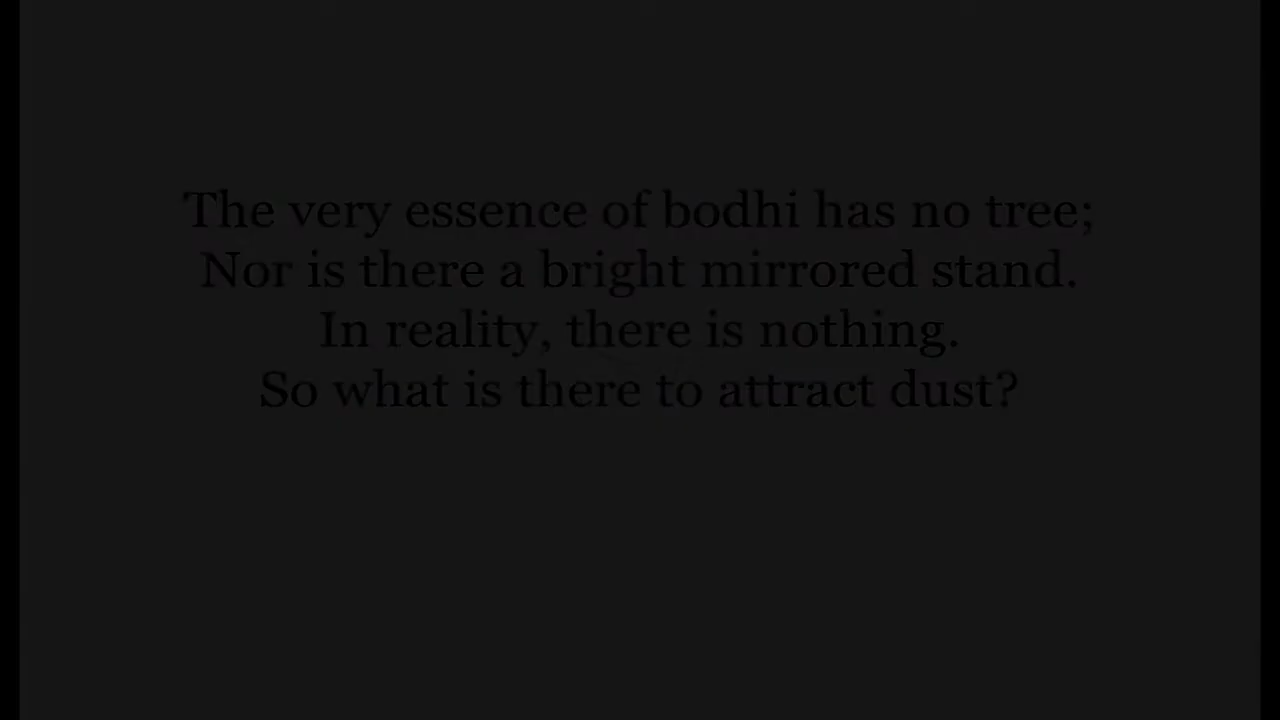 The very essence of bodhi has no tree;
Nor is there a bright mirrored stand.
In reality, there is nothing.
So what is there to attract dust?